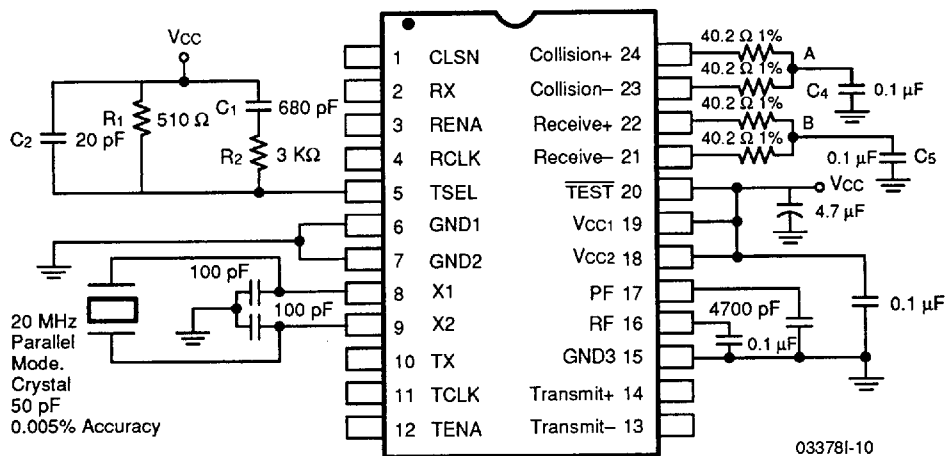 VCC
C2
20 pF
R1
510 Ω
C1
680 pF
R2
3 KΩ
100 pF
100 pF
20 MHz
Parallel
Mode.
Crystal
50 pF
0.005% Accuracy
1 CLSN
2 RX
3 RENA
4 RCLK
5 TSEL
6 GND1
7 GND2
8 X1
9 X2
10 TX
11 TCLK
12 TENA
Collision+ 24
Collision– 23
Receive+ 22
Receive– 21
TEST 20
VCC1 19
VCC2 18
PF 17
RF 16
GND3 15
Transmit+ 14
Transmit– 13
40.2 Ω 1%
A
40.2 Ω 1%
C4
0.1 µF
40.2 Ω 1%
B
40.2 Ω 1%
0.1 µF
C5
VCC
4.7 µF
4700 pF
0.1 µF
0.1 µF
03378I-10